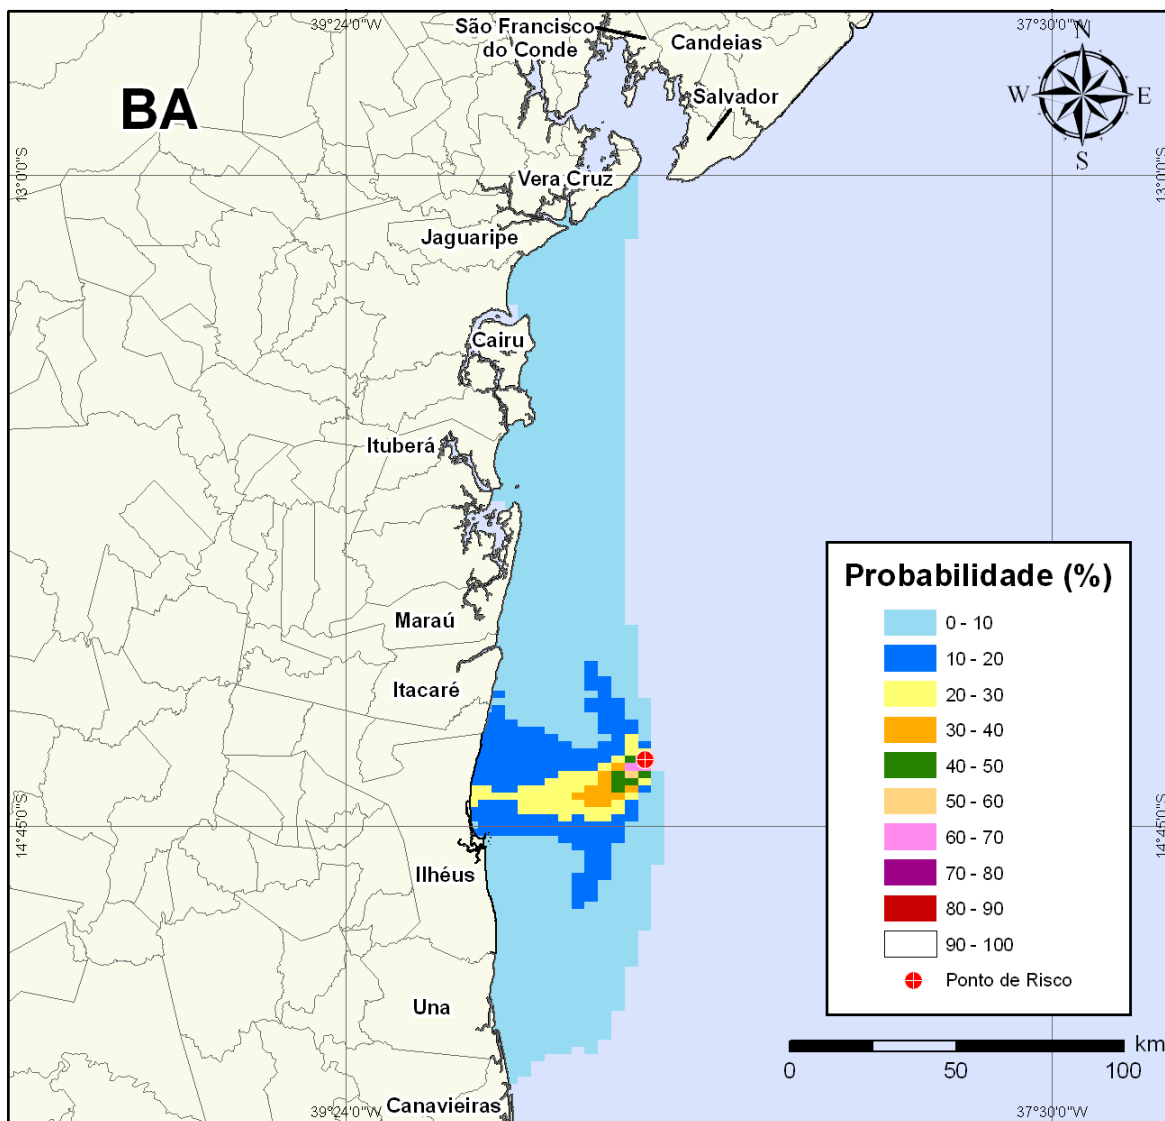 39°24'0"W
37°30'0"W
São Francisco
do Conde
Candeias
N
BA
Salvador
W
E
S
13°0'0"S
13°0'0"S
Vera Cruz
Jaguaripe
Cairu
Ituberá
Probabilidade (%)
0 - 10
10 - 20
20 - 30
30 - 40
40 - 50
50 - 60
60 - 70
70 - 80
80 - 90
90 - 100
Ponto de Risco
Maraú
Itacaré
14°45'0"S
14°45'0"S
Ilhéus
Una
km
0
50
100
Canavieiras
39°24'0"W
37°30'0"W